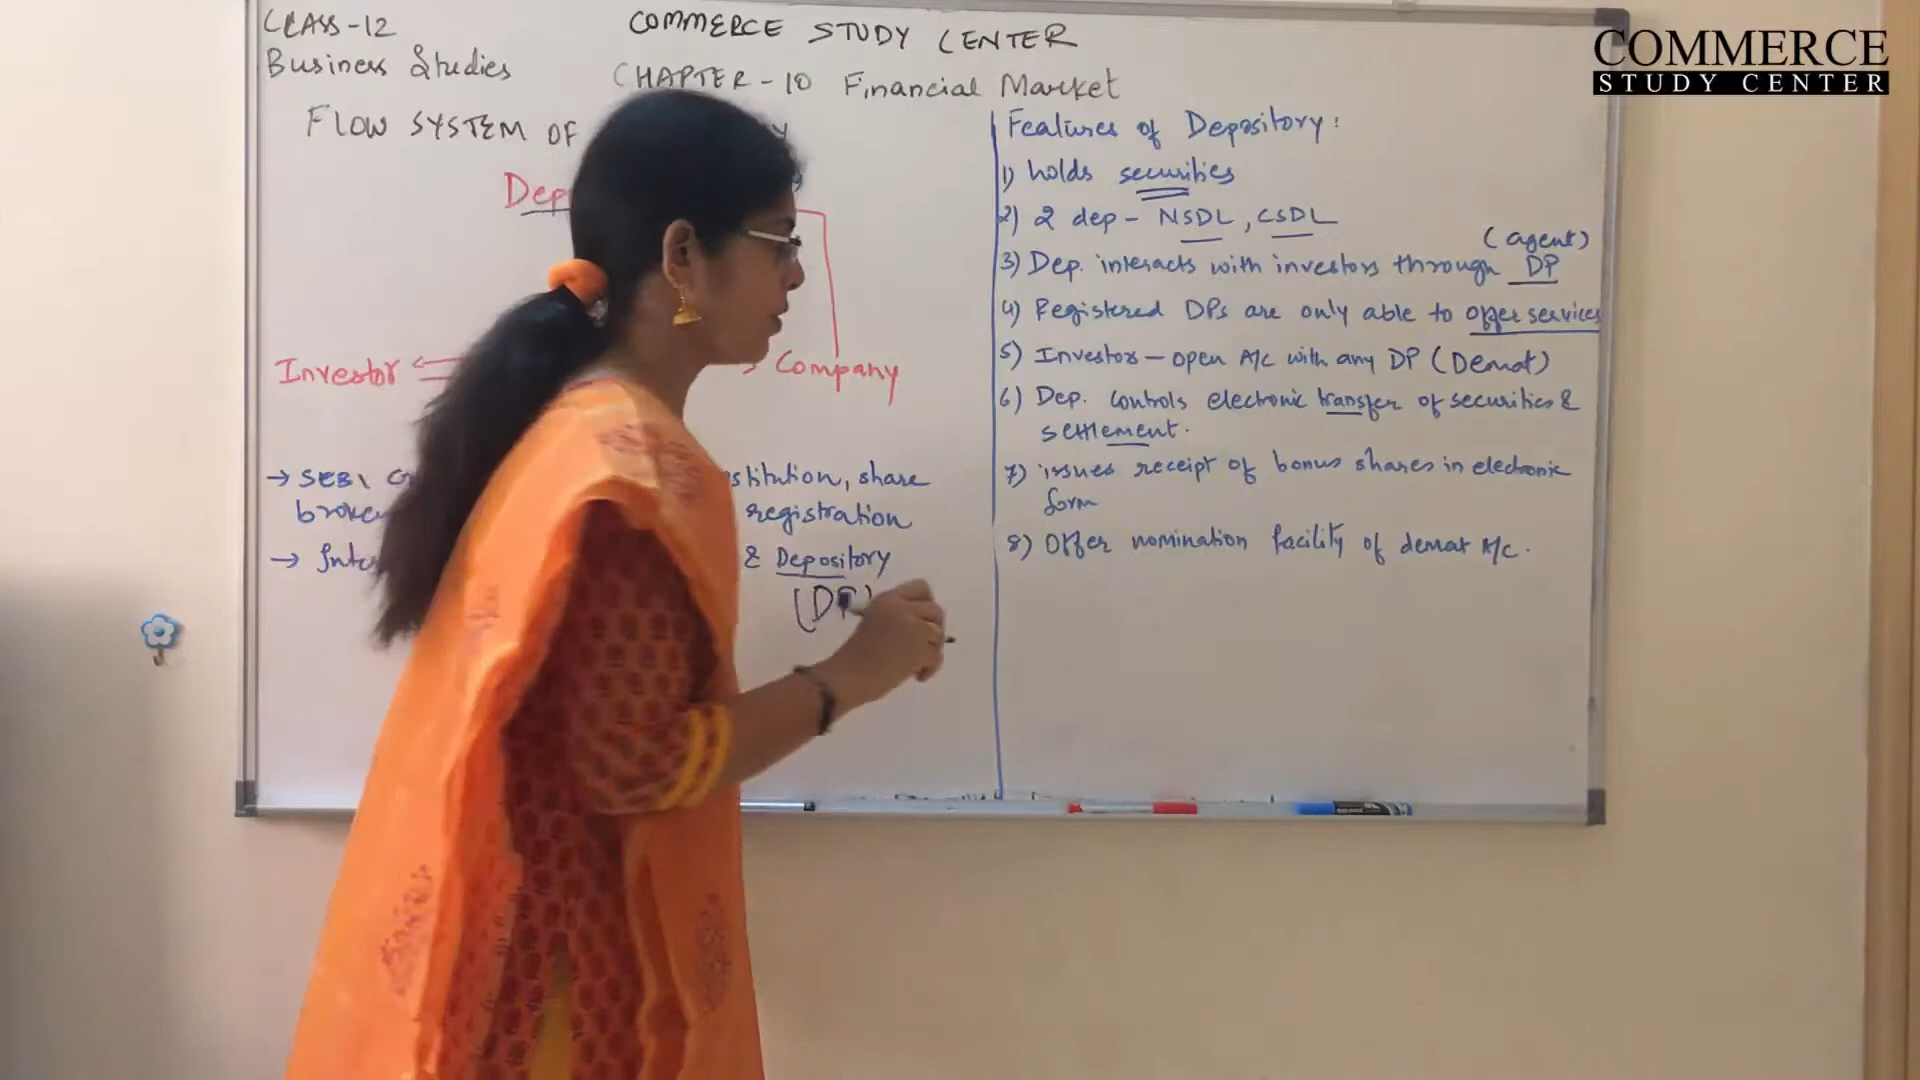 CLASS-12
Business Studies
COMMERCE STUDY CENTER
CHAPTER-10 Financial Market
FLOW SYSTEM OF
Dep
Investor
Company
→ SEBI
stitution, share
broke
registration
→ Inte
& Depository
(DP)
Features of Depository:
1) holds securities
2) 2 dep- NSDL, CSDL
(agent)
3) Dep. interacts with investors through DP
4) Registered DPs are only able to offer services
5) Investors - open A/c with any DP (Demat)
6) Dep. controls electronic transfer of securities &
settlement.
7) issues receipt of bonus shares in electronic
form
8) Offer nomination facility of demat A/c.
COMMERCE
STUDY CENTER